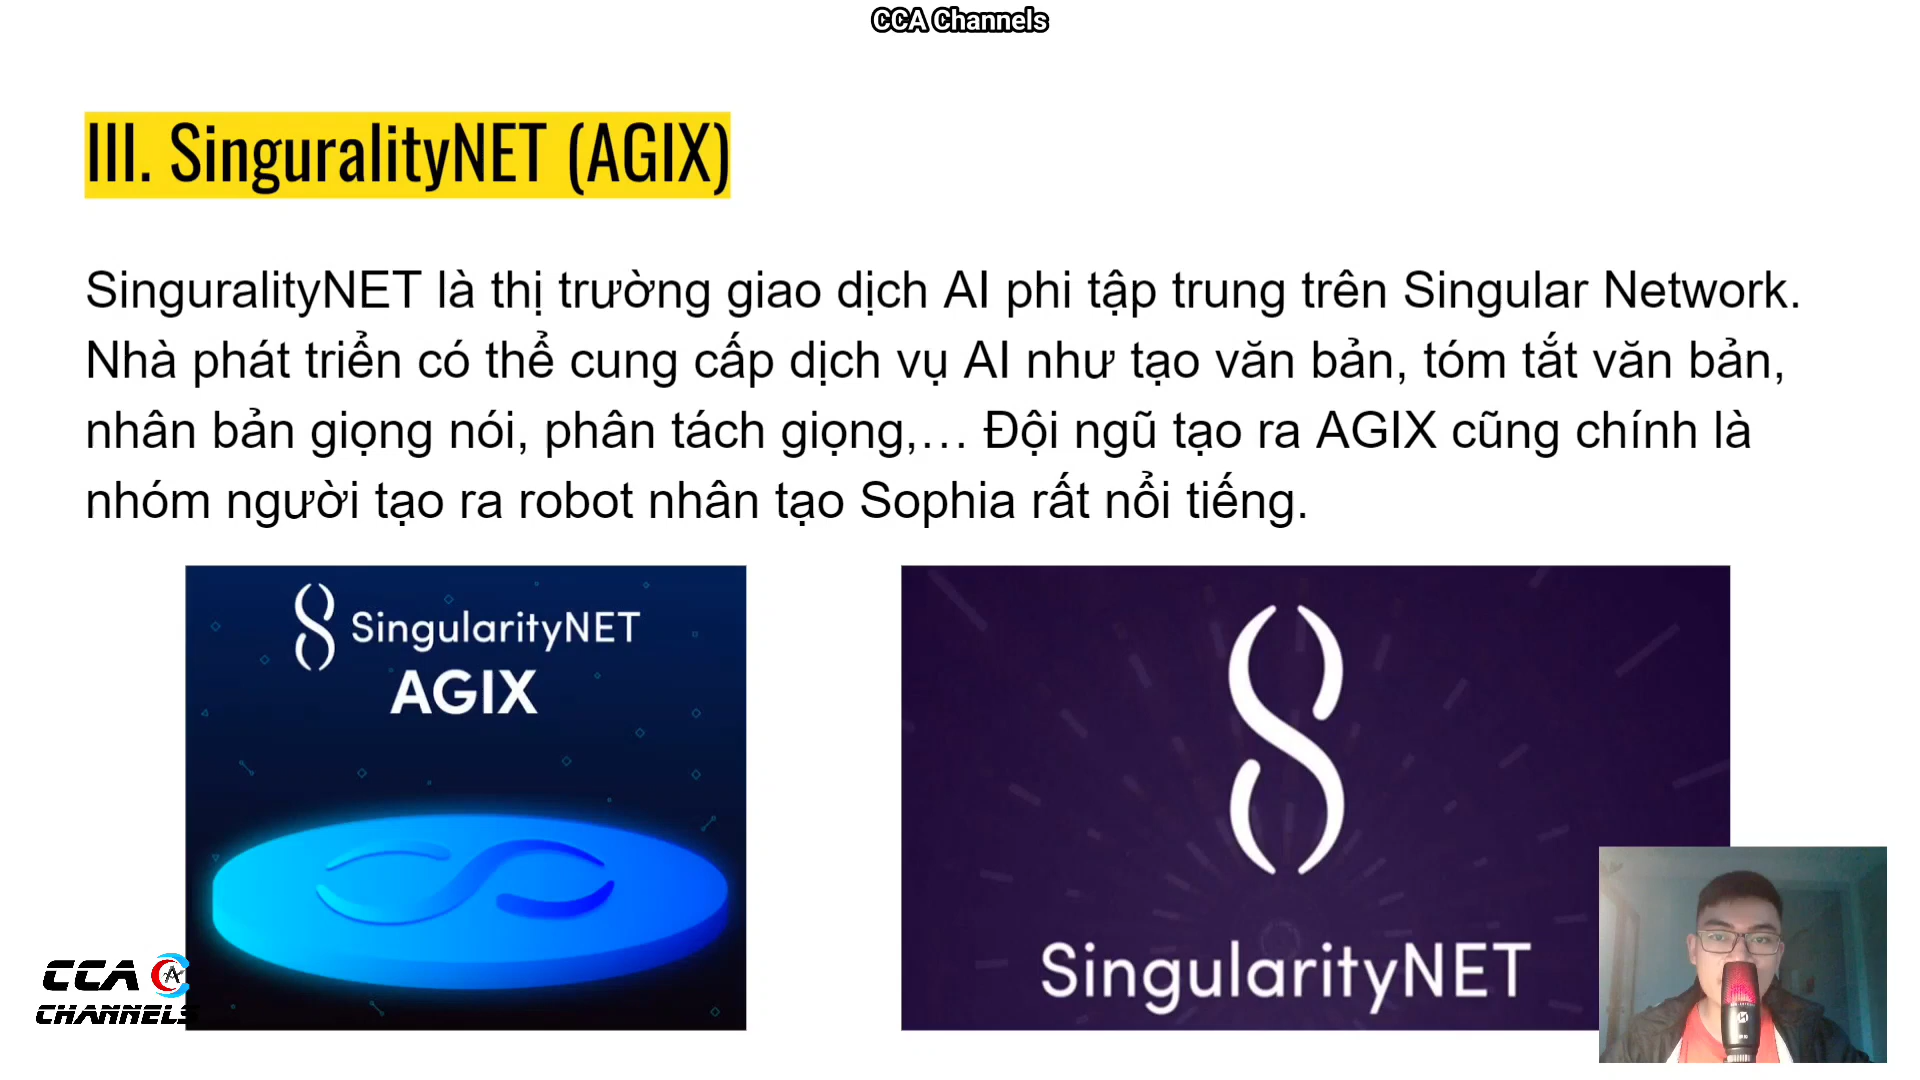 CCA Channels
III. SinguralityNET (AGIX)
SinguralityNET là thị trường giao dịch AI phi tập trung trên Singular Network.
Nhà phát triển có thể cung cấp dịch vụ AI như tạo văn bản, tóm tắt văn bản,
nhân bản giọng nói, phân tách giọng,… Đội ngũ tạo ra AGIX cũng chính là
nhóm người tạo ra robot nhân tạo Sophia rất nổi tiếng.
SingularityNET
AGIX
SingularityNET
CCA
CHANNELS